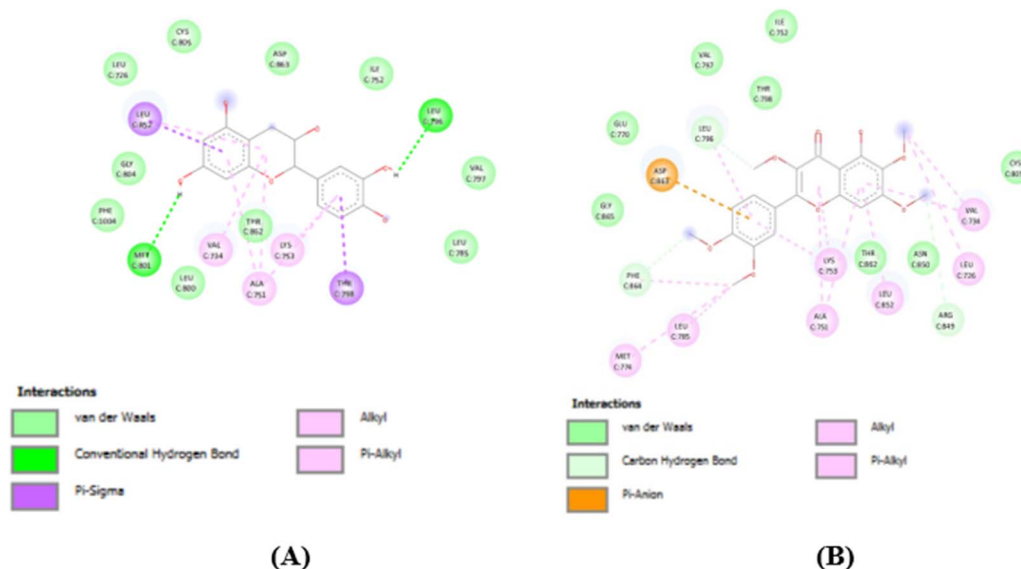 CYS
C:805
LEU
C:726
ASP
C:863
ILE
C:752
LEU
C:852
LEU
C:796
GLY
C:804
VAL
C:797
PHE
C:1004
THR
C:862
VAL
C:734
LYS
C:753
LEU
C:785
MET
C:801
LEU
C:800
ALA
C:751
THR
C:798
H
H
O
Interactions
van der Waals
Conventional Hydrogen Bond
Pi-Sigma
Alkyl
Pi-Alkyl
(A)
ILE
C:752
VAL
C:797
THR
C:798
GLU
C:770
LEU
C:796
ASP
C:863
CYS
GLY
C:865
VAL
C:734
PHE
C:864
LYS
C:753
THR
C:862
ASN
C:850
LEU
C:726
LEU
C:852
ALA
C:751
ARG
C:849
LEU
C:785
MET
C:774
Interactions
van der Waals
Carbon Hydrogen Bond
Pi-Anion
Alkyl
Pi-Alkyl
(B)